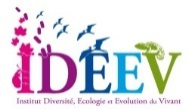 IDEEV
Institut Diversité, Ecologie et Evolution du Vivant